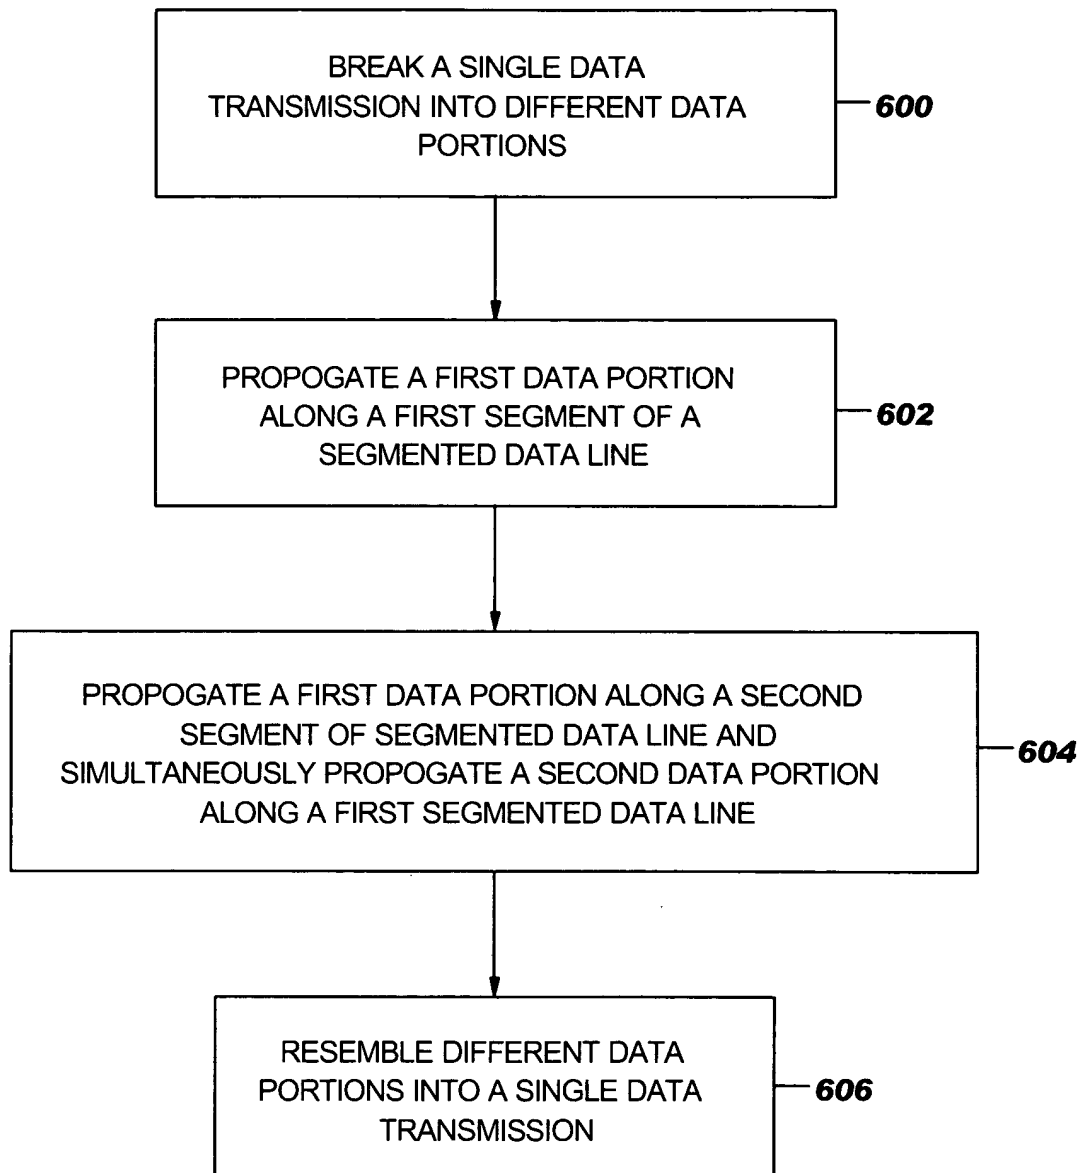 BREAK A SINGLE DATA
TRANSMISSION INTO DIFFERENT DATA
PORTIONS
600
PROPOGATE A FIRST DATA PORTION
ALONG A FIRST SEGMENT OF A
SEGMENTED DATA LINE
602
PROPOGATE A FIRST DATA PORTION ALONG A SECOND
SEGMENT OF SEGMENTED DATA LINE AND
SIMULTANEOUSLY PROPOGATE A SECOND DATA PORTION
ALONG A FIRST SEGMENTED DATA LINE
604
RESEMBLE DIFFERENT DATA
PORTIONS INTO A SINGLE DATA
TRANSMISSION
606